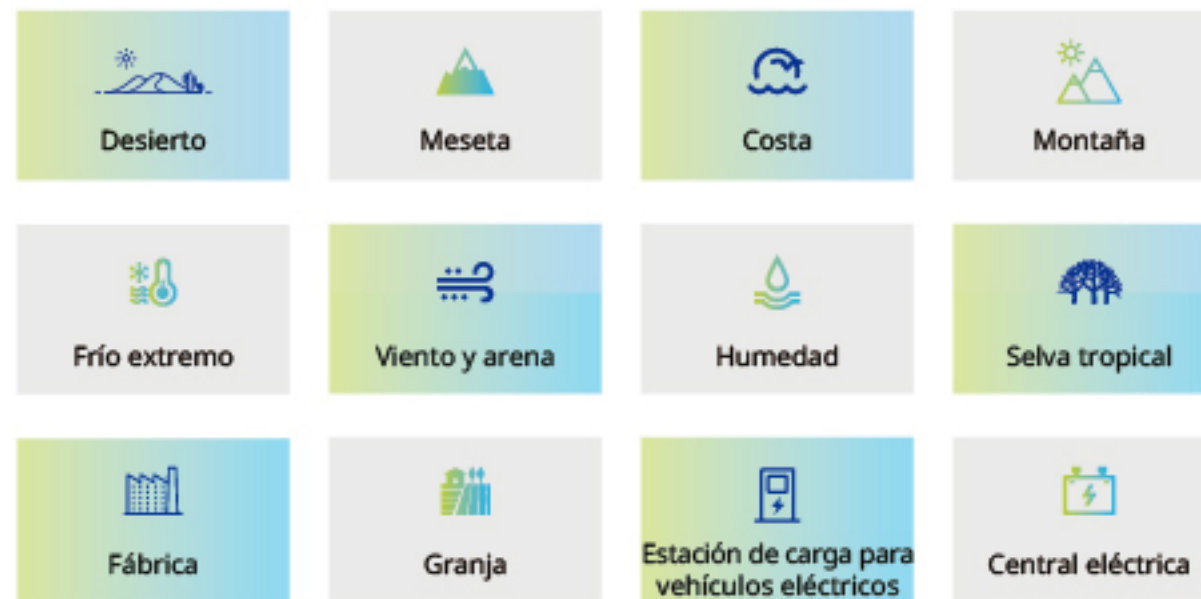 Desierto
Meseta
Costa
Montaña
Frío extremo
Viento y arena
Humedad
Selva tropical
Fábrica
Granja
Estación de carga para
vehículos eléctricos
Central eléctrica